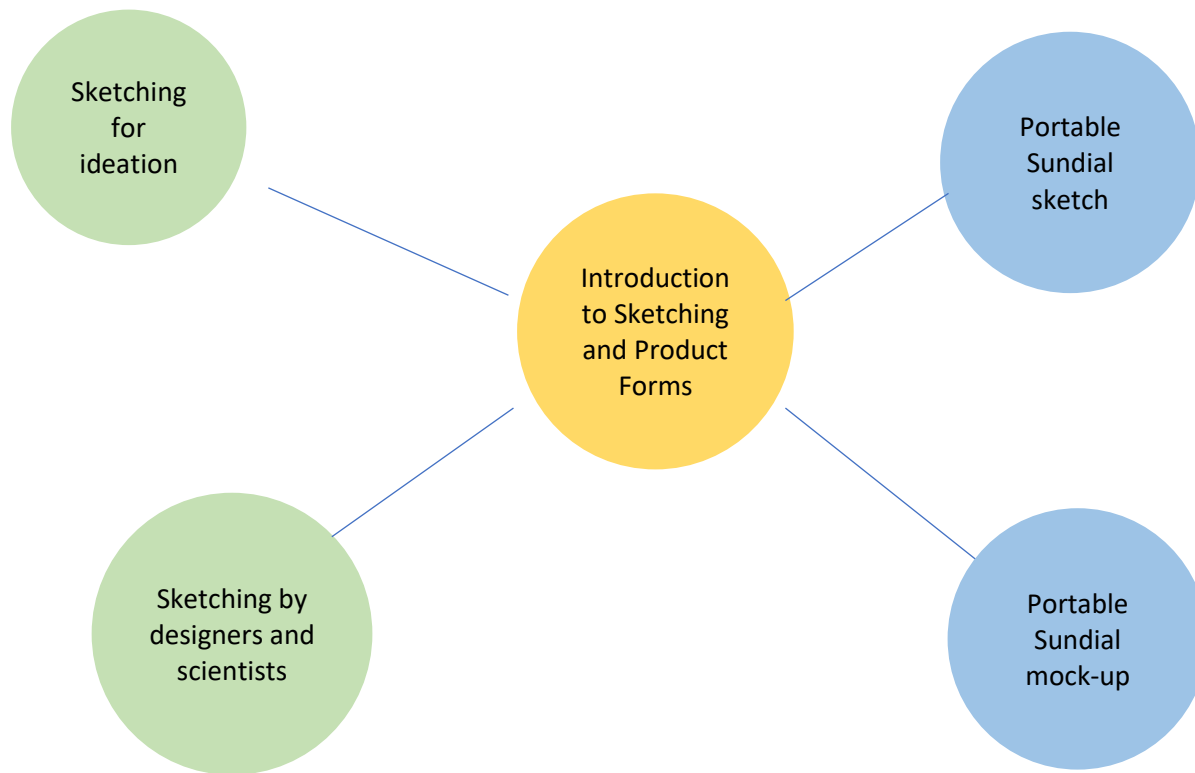 Sketching
for
ideation
Portable
Sundial
sketch
Introduction
to Sketching
and Product
Forms
Sketching by
designers and
scientists
Portable
Sundial
mock-up